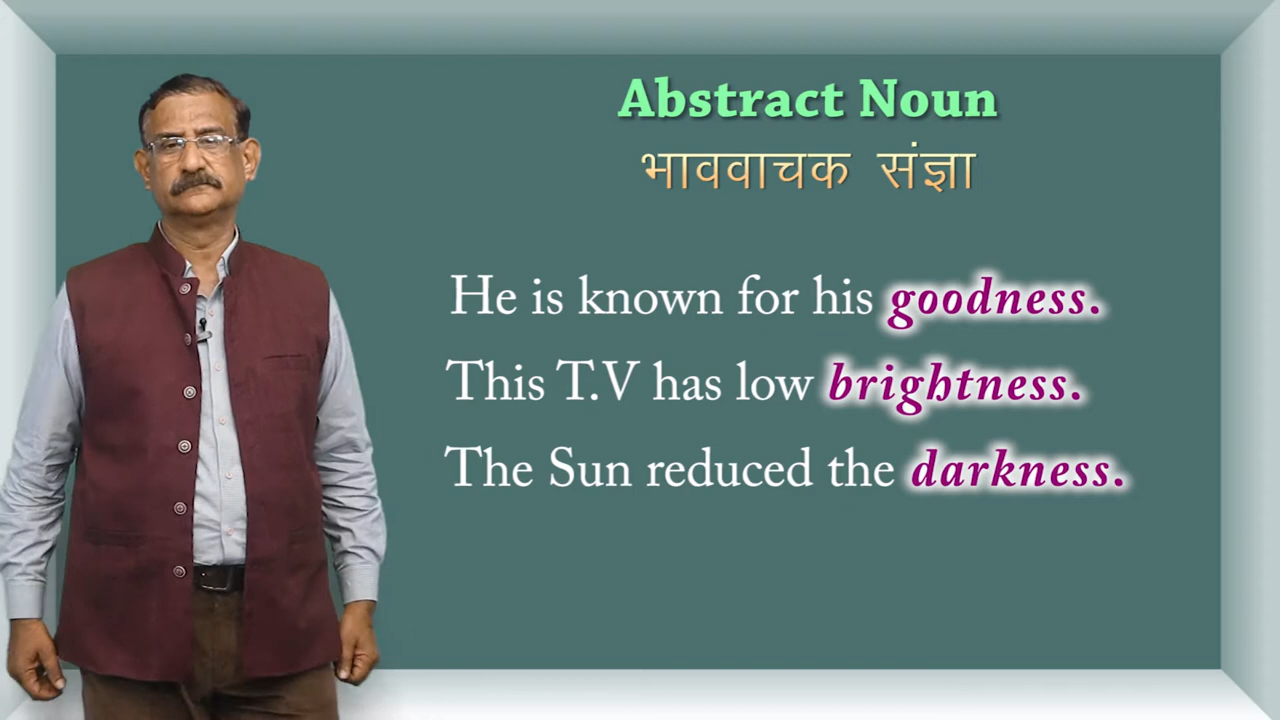 Abstract Noun
भाववाचक संज्ञा
He is known for his goodness.
This T.V has low brightness.
The Sun reduced the darkness.